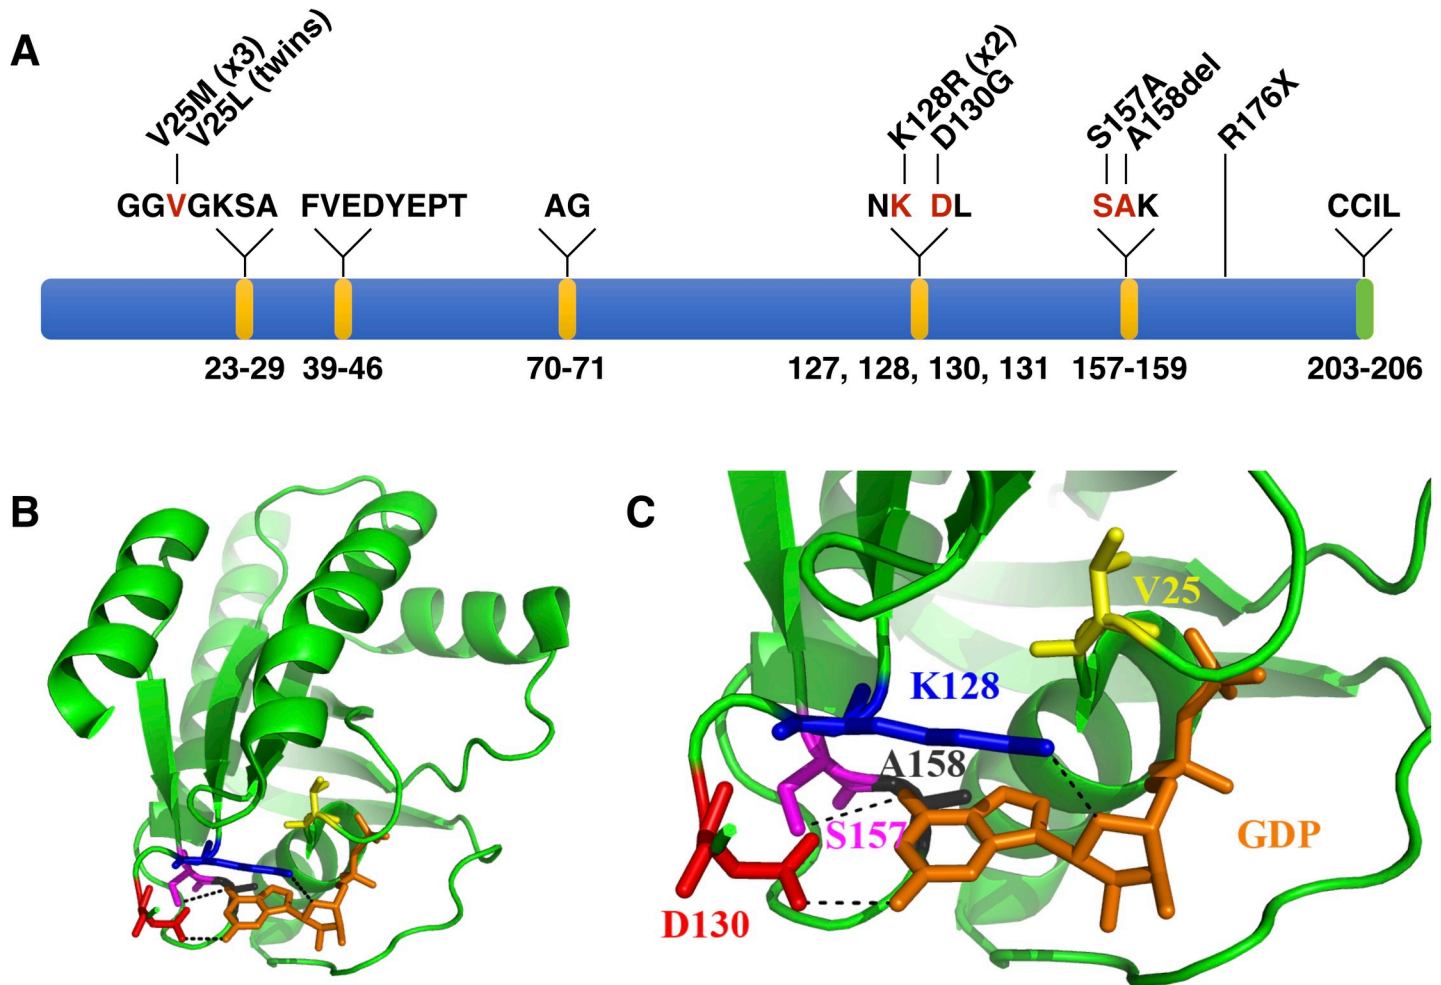 A
V25M (x3)
V25L (twins)
K128R (x2)
D130G
S157A
A158del
R176X
GGVGKSA
FVEDYEPT
AG
NK DL
SAK
CCIL
23-29
39-46
70-71
127, 128, 130, 131
157-159
203-206
B
C
V25
K128
A158
S157
GDP
D130